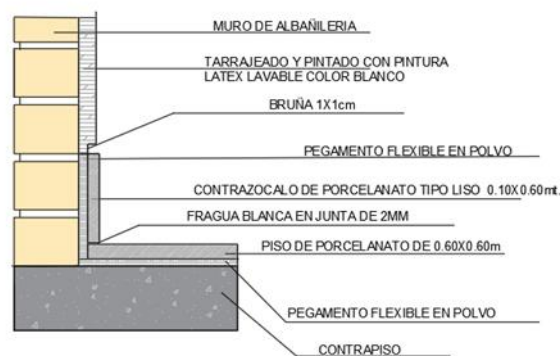 MURO DE ALBAÑILERIA
TARRAJEADO Y PINTADO CON PINTURA
LATEX LAVABLE COLOR BLANCO
BRUÑA 1X1cm
PEGAMENTO FLEXIBLE EN POLVO
CONTRAZOCALO DE PORCELANATO TIPO LISO 0.10X0.60mt.
FRAGUA BLANCA EN JUNTA DE 2MM
PISO DE PORCELANATO DE 0.60X0.60m
PEGAMENTO FLEXIBLE EN POLVO
CONTRAPISO